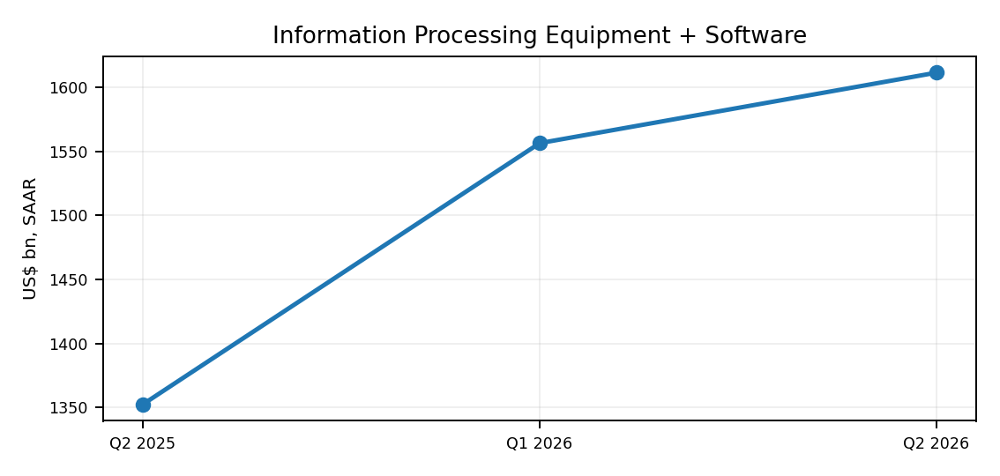 Information Processing Equipment + Software
US$ bn, SAAR
1600
1550
1500
1450
1400
1350
Q2 2025
Q1 2026
Q2 2026